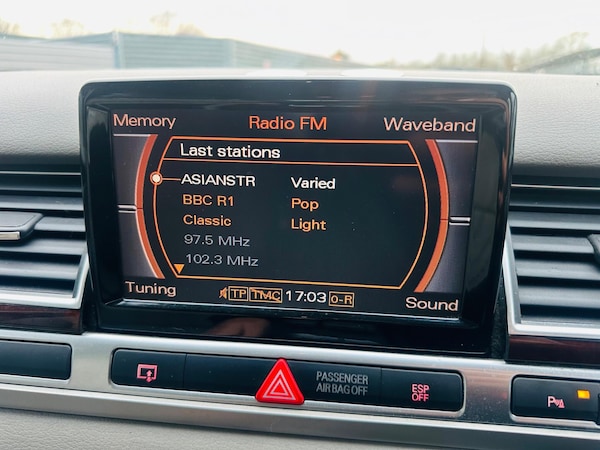 Memory Radio FM Waveband
Last stations
ASIANSTR Varied
BBC R1 Pop
Classic Light
97.5 MHz
102.3 MHz
Tuning TP TMC 17:03 0-R Sound
PASSENGER
AIR BAG OFF
ESP
OFF
P